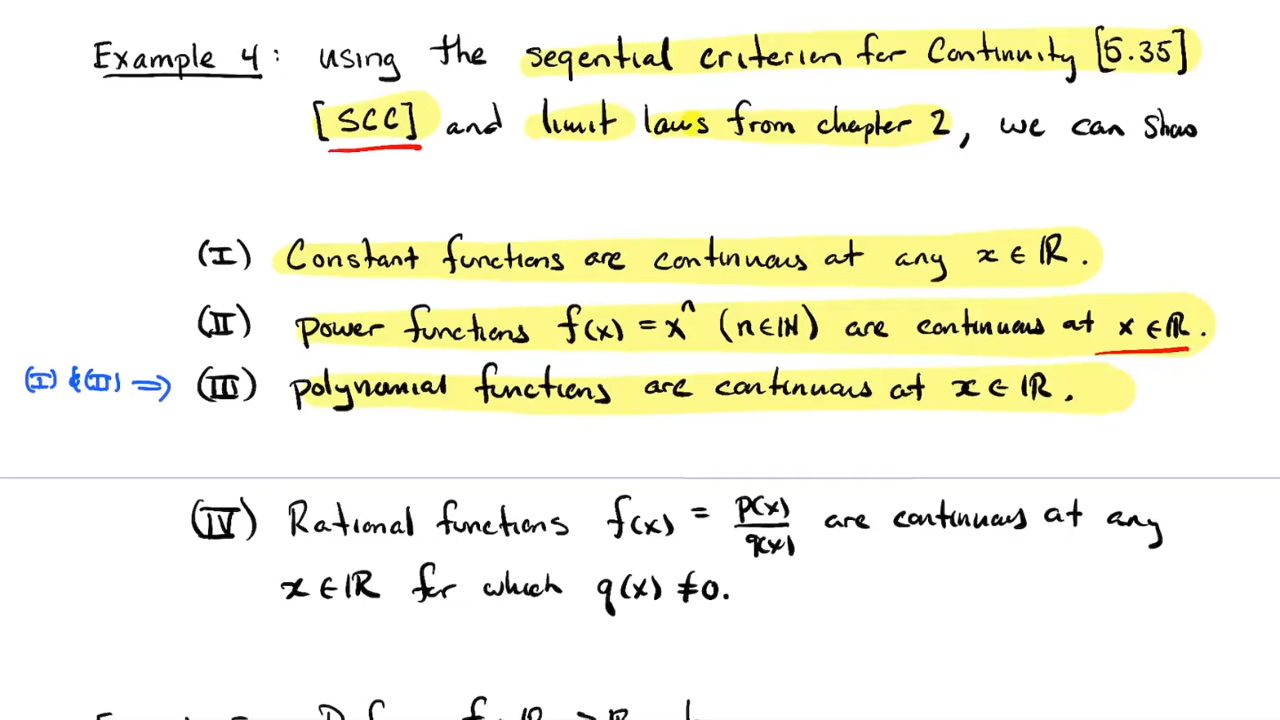 Example 4: using the seqential criterion for Continuity [5.35]
[SCC] and limit laws from chapter 2, we can show
(I) Constant functions are continuous at any x ∈ ℝ.
(II) power functions f(x) = xⁿ (n∈ℕ) are continuous at x ∈ ℝ.
(I) & (II) ⇒ (III) polynomial functions are continuous at x ∈ ℝ.
(IV) Rational functions f(x) = p(x)/q(x) are continuous at any
x ∈ ℝ for which q(x) ≠ 0.